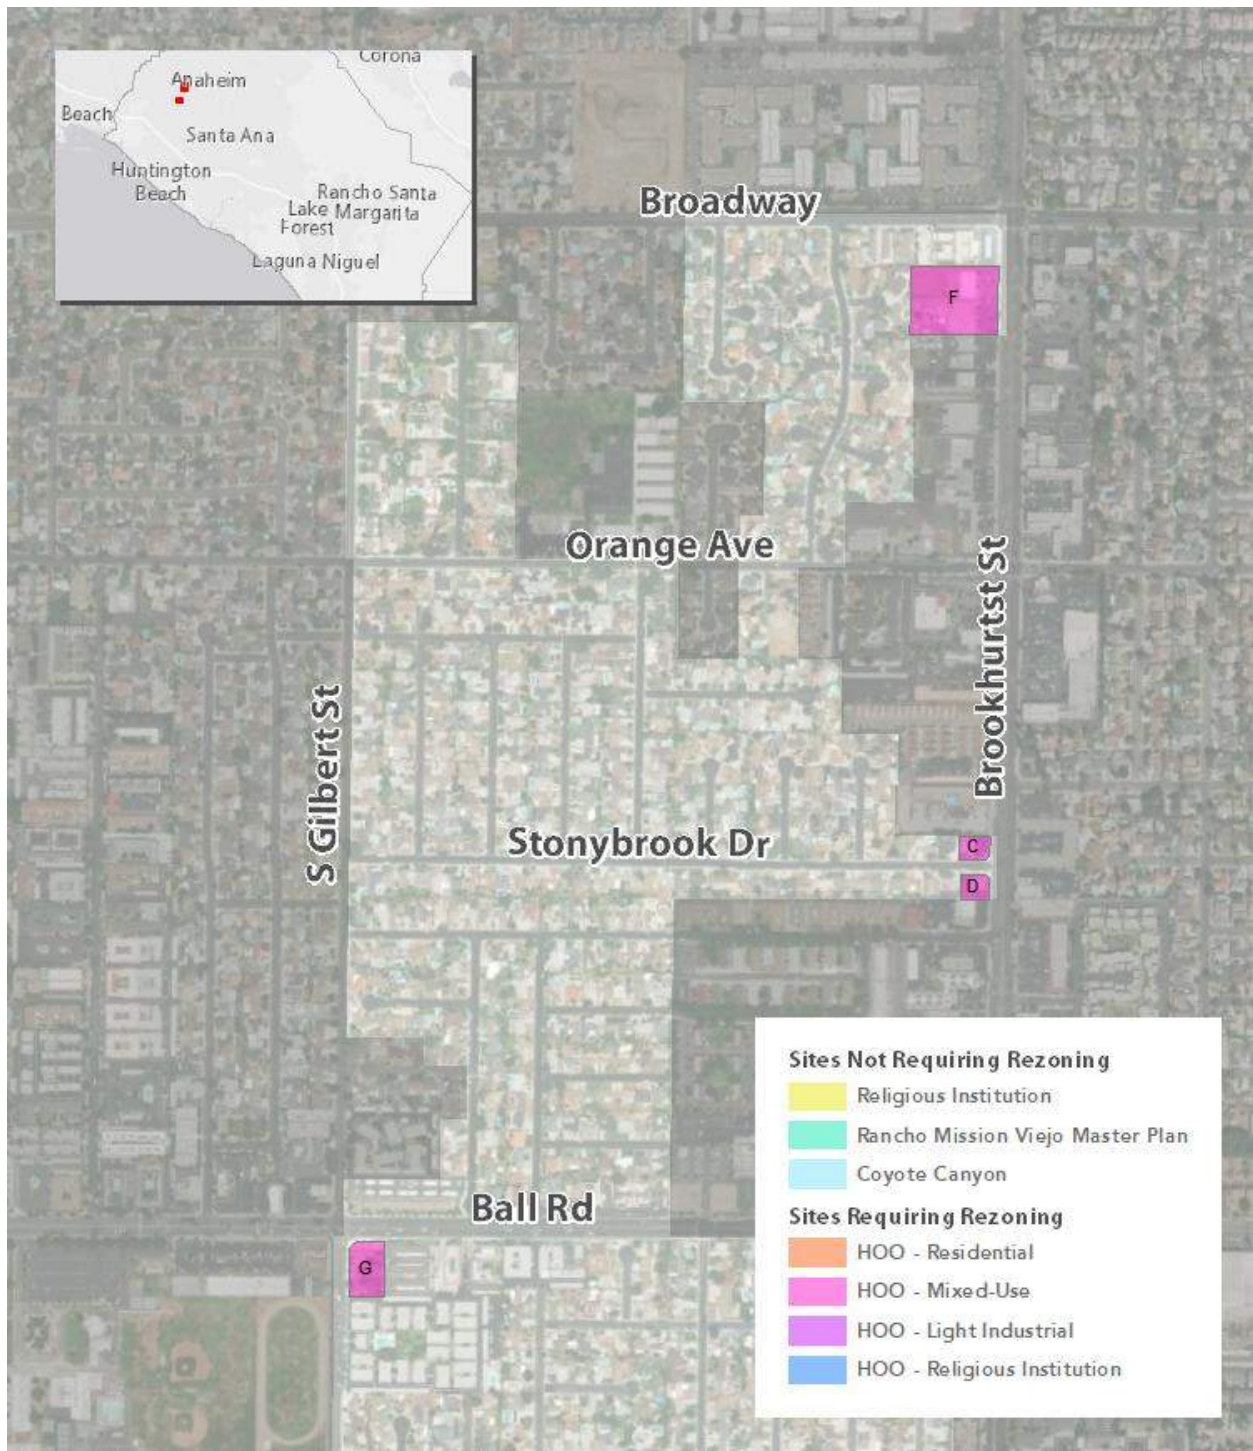 Corona
Anaheim
Beach
Santa Ana
Huntington
Beach
Rancho Santa
Margarita
Lake
Forest
Laguna Niguel
Broadway
F
Orange Ave
Brookhurtst St
S Gilbert St
Stonybrook Dr
C
D
Ball Rd
G
Sites Not Requiring Rezoning
Religious Institution
Rancho Mission Viejo Master Plan
Coyote Canyon
Sites Requiring Rezoning
HOO - Residential
HOO - Mixed-Use
HOO - Light Industrial
HOO - Religious Institution